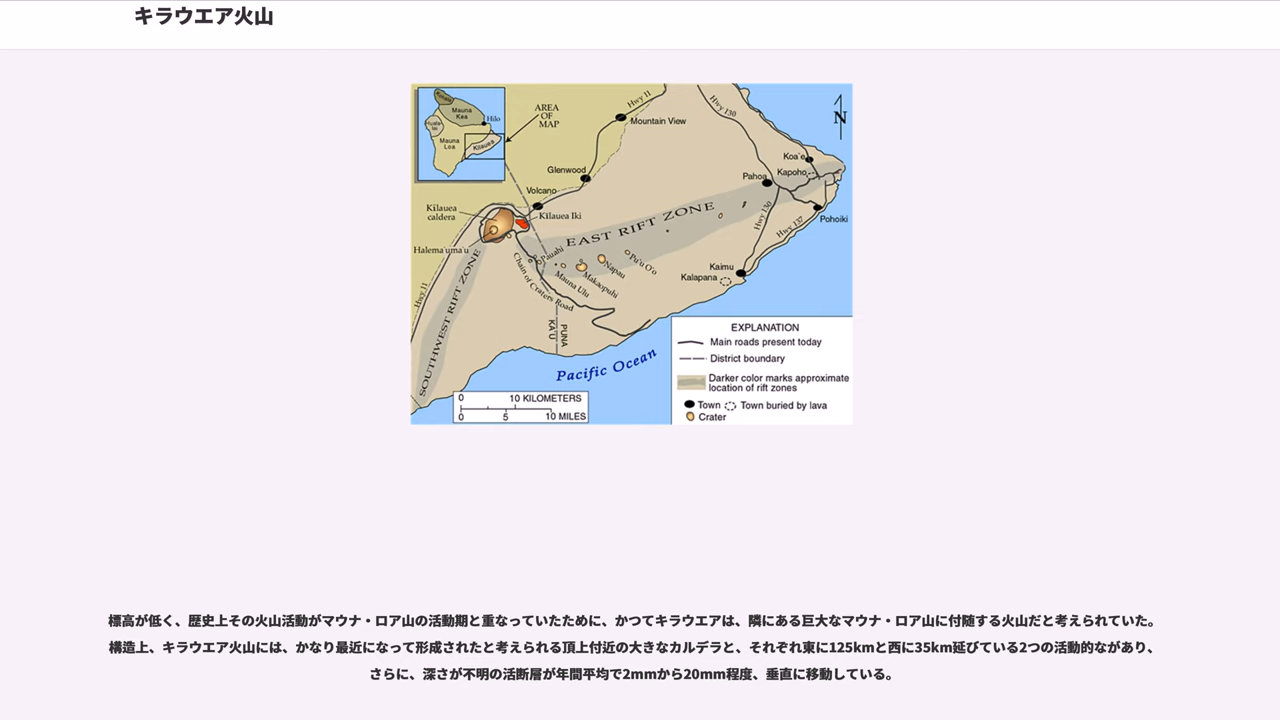 キラウエア火山
AREA
OF
MAP
Mauna
Kea
Hilo
Mauna
Loa
Kilauea
Hwy 11
Mountain View
Hwy 130
N
Glenwood
Koa'e
Kapoho
Pahoa
Volcano
Kīlauea
caldera
Kīlauea Iki
Pohoiki
Halema'uma'u
EAST RIFT ZONE
Hwy 130
Hwy 137
Pauahi
Pu'u O'o
Napau
Makaopuhi
Mauna Ulu
Chain of Craters Road
Kaimu
Kalapana
Hwy 11
SOUTHWEST RIFT ZONE
KA'U
PUNA
Pacific Ocean
0 10 KILOMETERS
0 5 10 MILES
EXPLANATION
Main roads present today
District boundary
Darker color marks approximate
location of rift zones
Town
Town buried by lava
Crater
標高が低く、歴史上その火山活動がマウナ・ロア山の活動期と重なっていたために、かつてキラウエアは、隣にある巨大なマウナ・ロア山に付随する火山だと考えられていた。
構造上、キラウエア火山には、かなり最近になって形成されたと考えられる頂上付近の大きなカルデラと、それぞれ東に125kmと西に35km延びている2つの活動的ながあり、
さらに、深さが不明の活断層が年間平均で2mmから20mm程度、垂直に移動している。